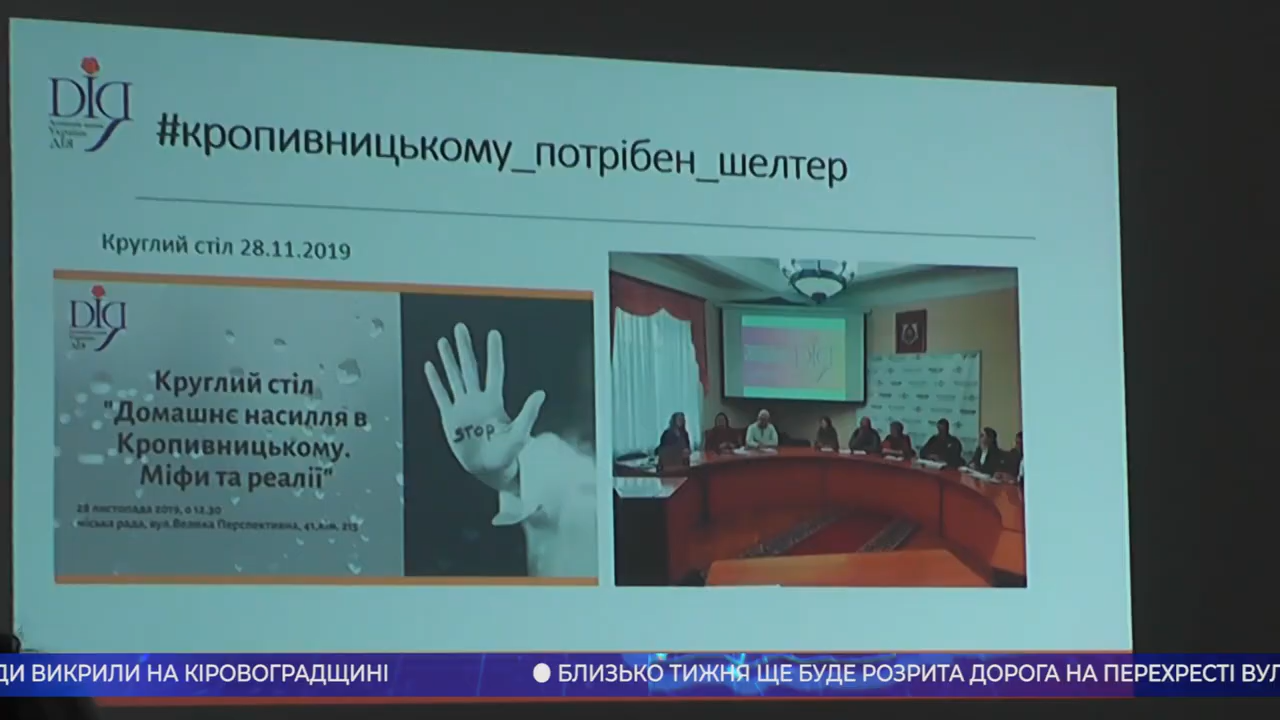 ДІЯ
#кропивницькому_потрібен_шелтер
Круглий стіл 28.11.2019
ДІЯ
Круглий стіл
"Домашнє насилля в
Кропивницькому.
Міфи та реалії"
28 листопада 2019, о 12.30
міська рада, вул.Велика Перспективна, 41,
STOP
ДИ ВИКРИЛИ НА КІРОВОГРАДЩИНІ
БЛИЗЬКО ТИЖНЯ ЩЕ БУДЕ РОЗРИТА ДОРОГА НА ПЕРЕХРЕСТІ ВУЛ